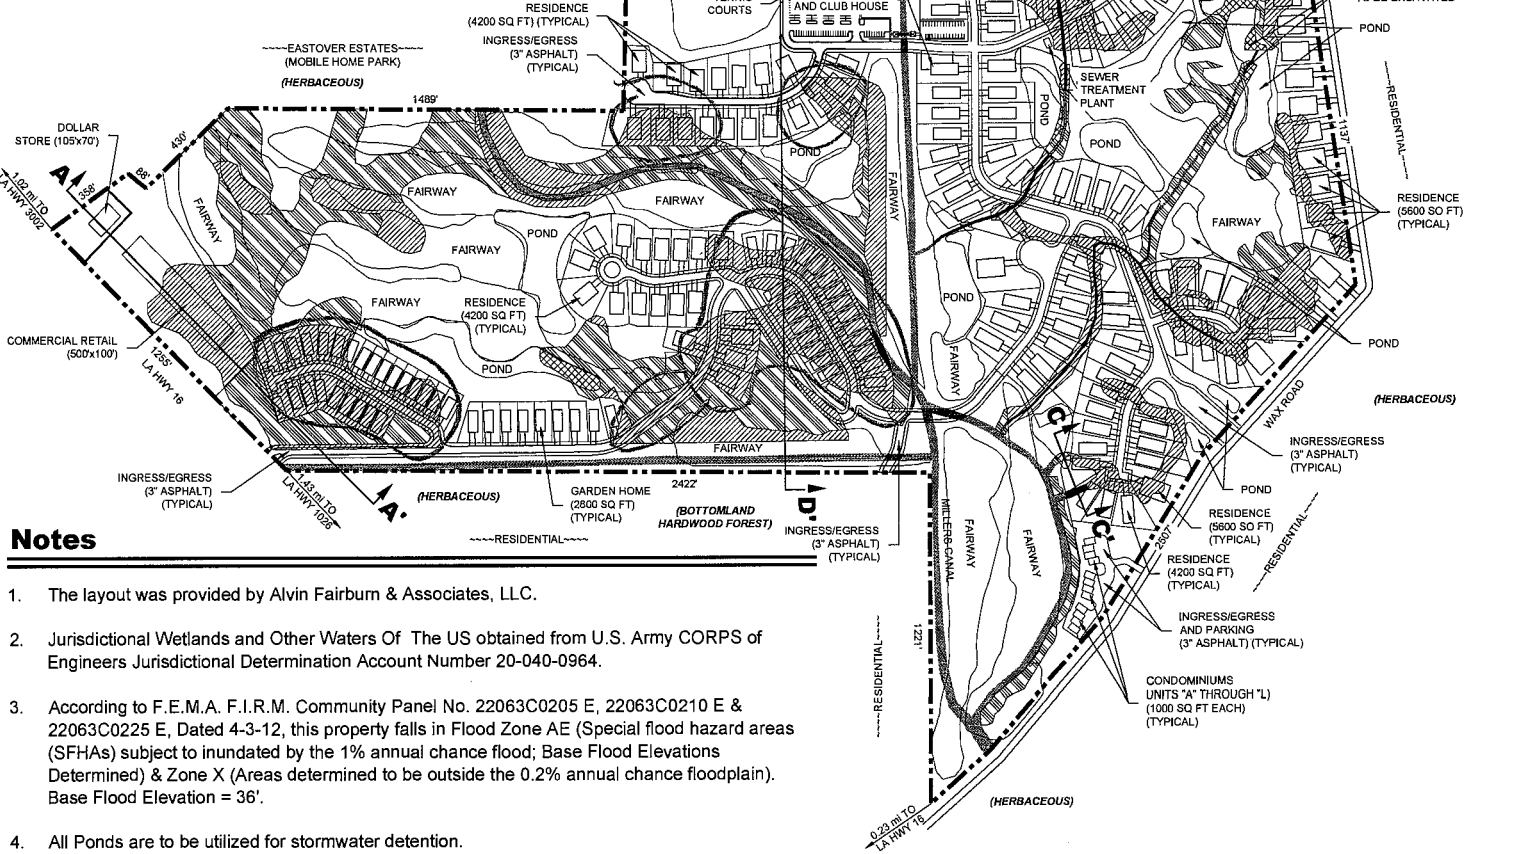 RESIDENCE
(4200 SQ FT) (TYPICAL)
INGRESS/EGRESS
(3" ASPHALT)
(TYPICAL)
COURTS
AND CLUB HOUSE
POND
~~~~EASTOVER ESTATES~~~~
(MOBILE HOME PARK)
(HERBACEOUS)
1489'
430'
88'
358'
DOLLAR
STORE (105'x70')
A
1.02 mi TO
LA HWY 3002
SEWER
TREATMENT
PLANT
POND
POND
POND
1137'
~~~~RESIDENTIAL~~~~
RESIDENCE
(5600 SQ FT)
(TYPICAL)
FAIRWAY
FAIRWAY
FAIRWAY
FAIRWAY
FAIRWAY
FAIRWAY
POND
FAIRWAY
RESIDENCE
(4200 SQ FT)
(TYPICAL)
POND
POND
COMMERCIAL RETAIL
(500'x100')
1255'
LA HWY 16
POND
FAIRWAY
WAX ROAD
(HERBACEOUS)
C
INGRESS/EGRESS
(3" ASPHALT)
(TYPICAL)
FAIRWAY
INGRESS/EGRESS
(3" ASPHALT)
(TYPICAL)
1.43 mi TO
LA HWY 1026
A'
(HERBACEOUS)
GARDEN HOME
(2800 SQ FT)
(TYPICAL)
2422'
(BOTTOMLAND
HARDWOOD FOREST)
D'
INGRESS/EGRESS
(3" ASPHALT)
(TYPICAL)
~~~~RESIDENTIAL~~~~
POND
C'
RESIDENCE
(5600 SQ FT)
(TYPICAL)
2507'
~~~~RESIDENTIAL~~~~
RESIDENCE
(4200 SQ FT)
(TYPICAL)
MILLERS CANAL
FAIRWAY
FAIRWAY
INGRESS/EGRESS
AND PARKING
(3" ASPHALT) (TYPICAL)
~~~~RESIDENTIAL~~~~
1221'
CONDOMINIUMS
UNITS "A" THROUGH "L)
(1000 SQ FT EACH)
(TYPICAL)
(HERBACEOUS)
0.23 mi TO
LA HWY 16
Notes
1. The layout was provided by Alvin Fairburn & Associates, LLC.
2. Jurisdictional Wetlands and Other Waters Of The US obtained from U.S. Army CORPS of
Engineers Jurisdictional Determination Account Number 20-040-0964.
3. According to F.E.M.A. F.I.R.M. Community Panel No. 22063C0205 E, 22063C0210 E &
22063C0225 E, Dated 4-3-12, this property falls in Flood Zone AE (Special flood hazard areas
(SFHAs) subject to inundated by the 1% annual chance flood; Base Flood Elevations
Determined) & Zone X (Areas determined to be outside the 0.2% annual chance floodplain).
Base Flood Elevation = 36'.
4. All Ponds are to be utilized for stormwater detention.